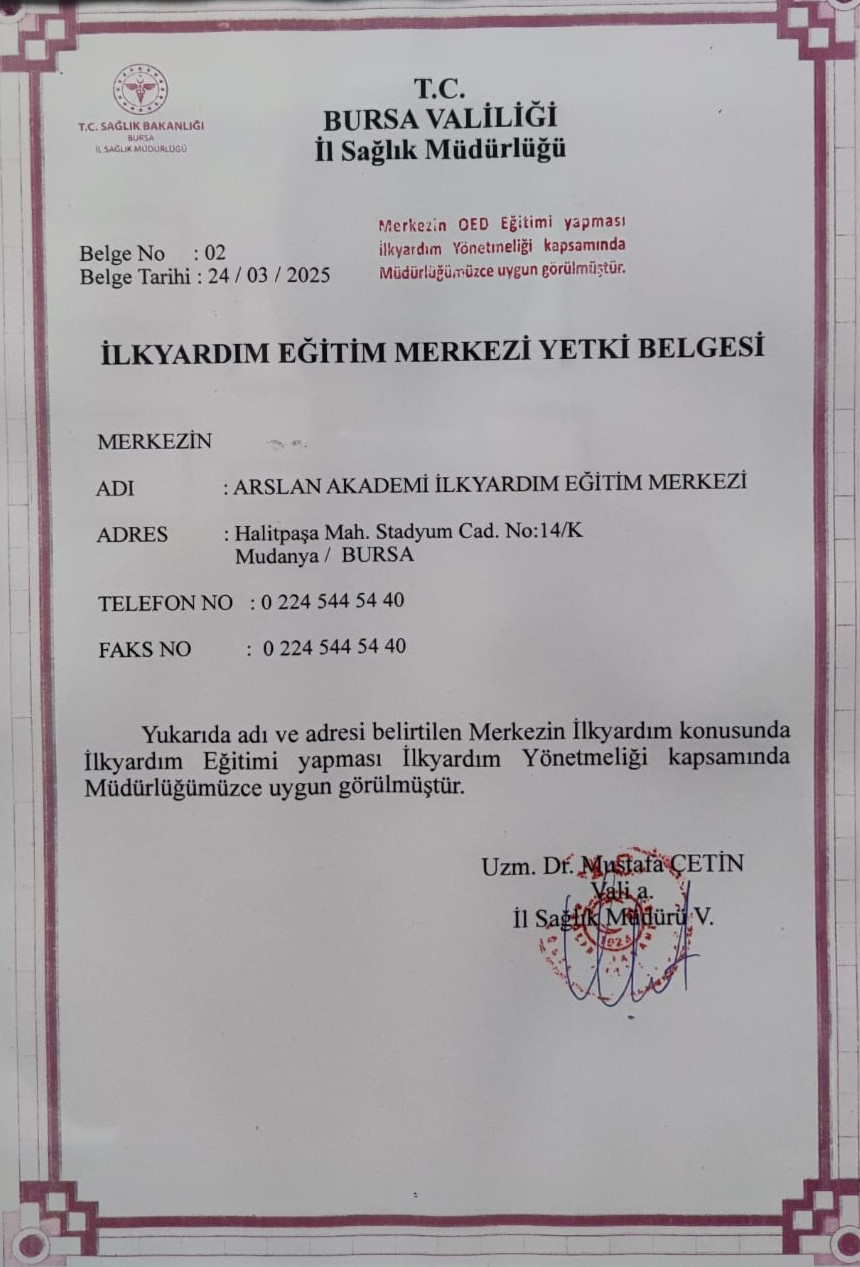 T.C. SAĞLIK BAKANLIĞI
BURSA
İL SAĞLIK MÜDÜRLÜĞÜ
T.C.
BURSA VALİLİĞİ
İl Sağlık Müdürlüğü
Merkezin OED Eğitimi yapması
ilkyardım Yönetmeliği kapsamında
Müdürlüğümüzce uygun görülmüştür.
Belge No : 02
Belge Tarihi : 24 / 03 / 2025
İLKYARDIM EĞİTİM MERKEZİ YETKİ BELGESİ
MERKEZİN
ADI : ARSLAN AKADEMİ İLKYARDIM EĞİTİM MERKEZİ
ADRES : Halitpaşa Mah. Stadyum Cad. No:14/K
Mudanya / BURSA
TELEFON NO : 0 224 544 54 40
FAKS NO : 0 224 544 54 40
Yukarıda adı ve adresi belirtilen Merkezin İlkyardım konusunda
İlkyardım Eğitimi yapması İlkyardım Yönetmeliği kapsamında
Müdürlüğümüzce uygun görülmüştür.
Uzm. Dr. Mustafa ÇETİN
Vali a.
İl Sağlık Müdürü V.